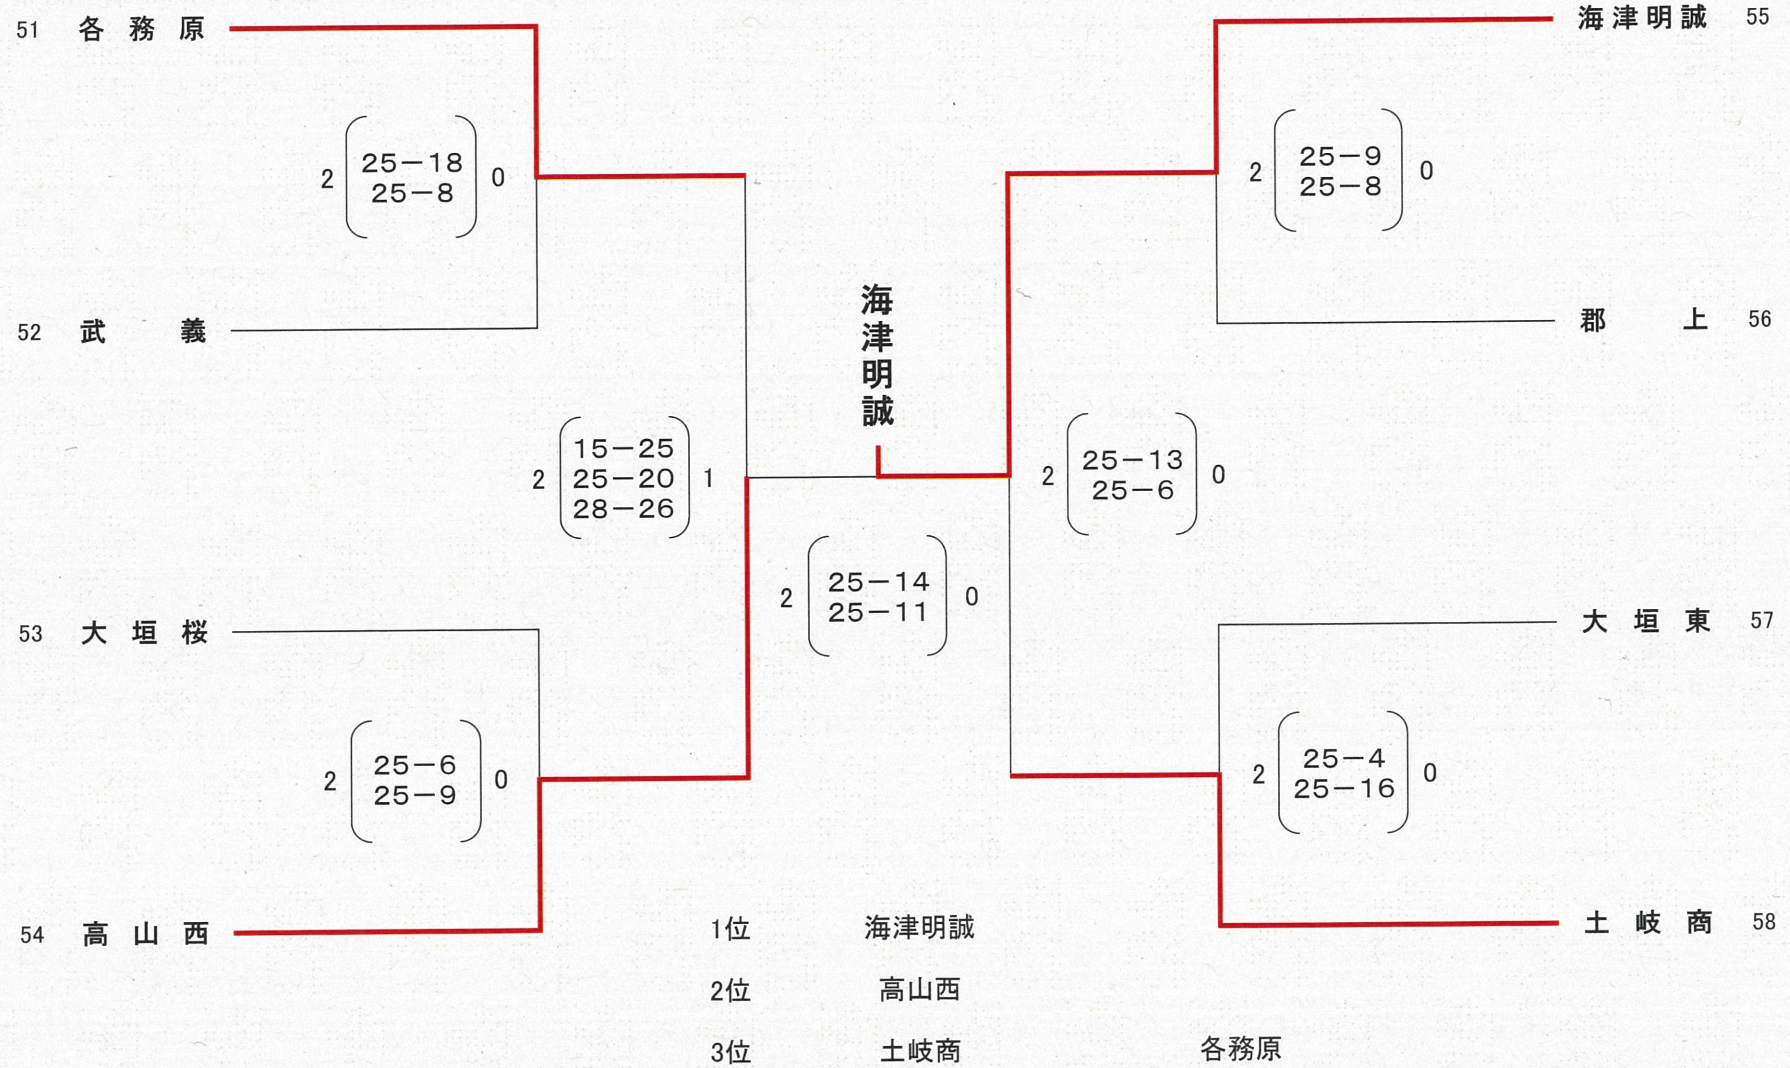 51 各務原
海津明誠 55
2 25－18 0
25－8
2 25－9 0
25－8
52 武義
海津明誠
郡上 56
15－25
2 25－20 1
28－26
2 25－13 0
25－6
2 25－14 0
25－11
53 大垣桜
大垣東 57
2 25－6 0
25－9
2 25－4 0
25－16
54 高山西
土岐商 58
1位 海津明誠
2位 高山西
3位 土岐商 各務原